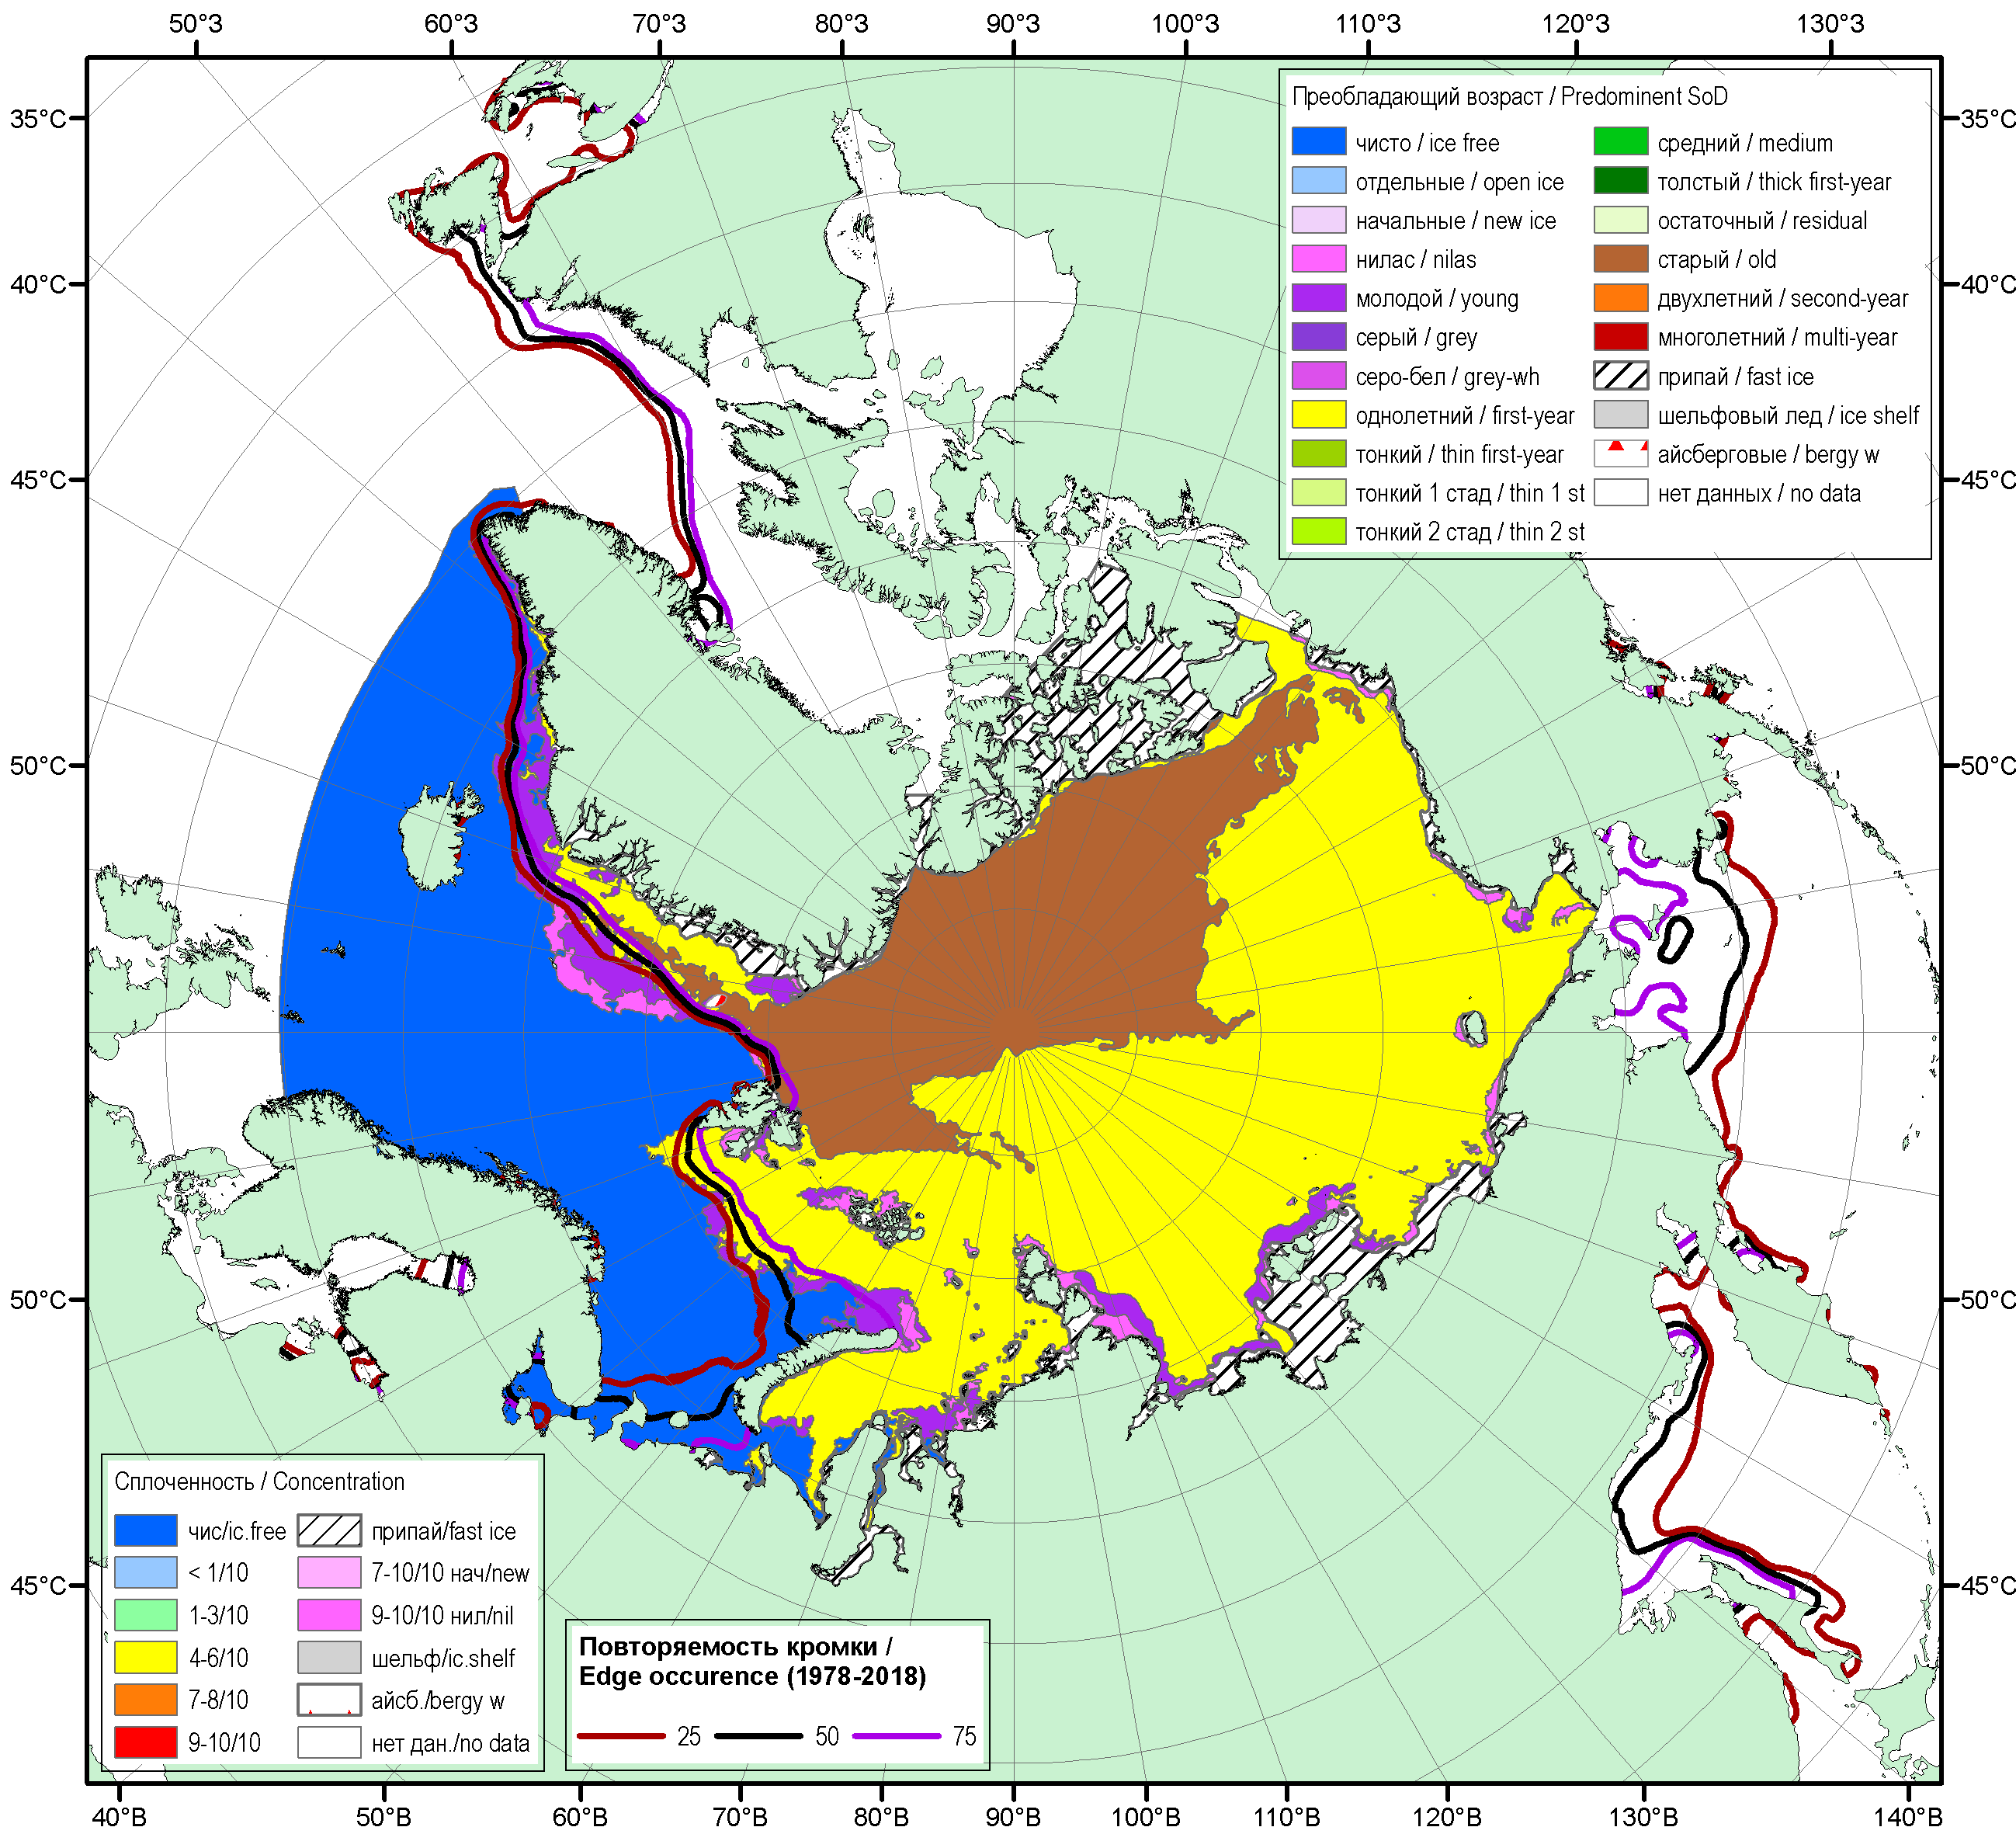 50°З 60°З 70°З 80°З 90°З 100°З 110°З 120°З 130°З
35°С 35°С
40°С 40°С
45°С 45°С
50°С 50°С
50°С 50°С
45°С 45°С
40°В 50°В 60°В 70°В 80°В 90°В 100°В 110°В 120°В 130°В 140°В
Преобладающий возраст / Predominent SoD
чисто / ice free
отдельные / open ice
начальные / new ice
нилас / nilas
молодой / young
серый / grey
серо-бел / grey-wh
однолетний / first-year
тонкий / thin first-year
тонкий 1 стад / thin 1 st
тонкий 2 стад / thin 2 st
средний / medium
толстый / thick first-year
остаточный / residual
старый / old
двухлетний / second-year
многолетний / multi-year
припай / fast ice
шельфовый лед / ice shelf
айсберговые / bergy w
нет данных / no data
Сплоченность / Concentration
чис/ic.free
< 1/10
1-3/10
4-6/10
7-8/10
9-10/10
припай/fast ice
7-10/10 нач/new
9-10/10 нил/nil
шельф/ic.shelf
айсб./bergy w
нет дан./no data
Повторяемость кромки /
Edge occurence (1978-2018)
25 50 75